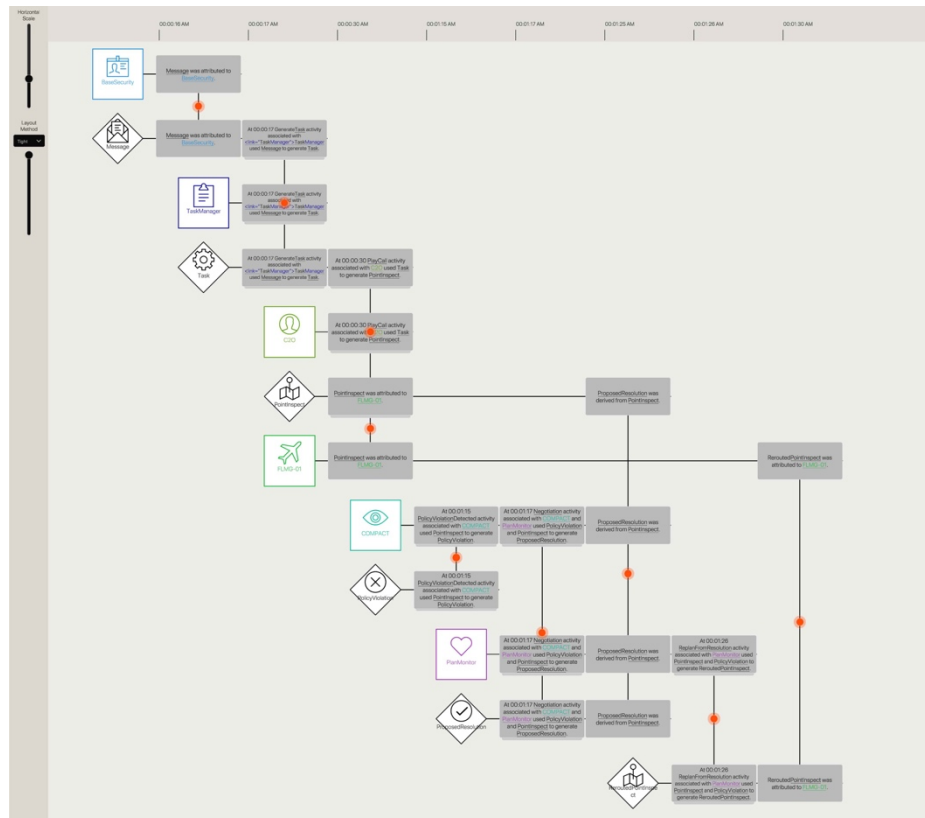 Horizontal
Scale
00:00:16 AM 00:00:17 AM 00:00:30 AM 00:01:15 AM 00:01:17 AM 00:01:25 AM 00:01:26 AM 00:01:30 AM
Layout
Method
Tight
BaseSecurity
Message was attributed to
BaseSecurity.
Message
Message was attributed to
BaseSecurity.
At 00:00:17 GenerateTask activity
associated with
<link="TaskManager">TaskManager
used Message to generate Task.
TaskManager
At 00:00:17 GenerateTask activity
associated with
<link="TaskManager">TaskManager
used Message to generate Task.
Task
At 00:00:17 GenerateTask activity
associated with
<link="TaskManager">TaskManager
used Message to generate Task.
At 00:00:30 PlayCall activity
associated with C2O used Task
to generate PointInspect.
C2O
At 00:00:30 PlayCall activity
associated with used Task
to generate PointInspect.
PointInspect
PointInspect was attributed to
FLMG-01.
ProposedResolution was
derived from PointInspect.
FLMG-01
PointInspect was attributed to
FLMG-01.
ReroutedPointInspect was
attributed to FLMG-01.
COMPACT
At 00:01:15
PolicyViolationDetected activity
associated with COMPACT
used PointInspect to generate
PolicyViolation
At 00:01:17 Negotiation activity
associated with COMPACT and
PlanMonitor used PolicyViolation
and PointInspect to generate
ProposedResolution.
ProposedResolution was
derived from PointInspect.
PolicyViolation
At 00:01:15
PolicyViolationDetected activity
associated with COMPACT
used PointInspect to generate
PolicyViolation
PlanMonitor
At 00:01:17 Negotiation activity
associated with COMPACT and
PlanMonitor used PolicyViolation
and PointInspect to generate
ProposedResolution.
ProposedResolution was
derived from PointInspect.
At 00:01:26
ReplanFromResolution activity
associated with PlanMonitor used
PointInspect and PolicyViolation to
generate ReroutedPointInspect.
ProposedResolution
At 00:01:17 Negotiation activity
associated with COMPACT and
PlanMonitor used PolicyViolation
and PointInspect to generate
ProposedResolution.
ProposedResolution was
derived from PointInspect.
ReroutedPointInspe
ct
At 00:01:26
ReplanFromResolution activity
associated with PlanMonitor used
PointInspect and PolicyViolation to
generate ReroutedPointInspect.
ReroutedPointInspect was
attributed to FLMG-01.